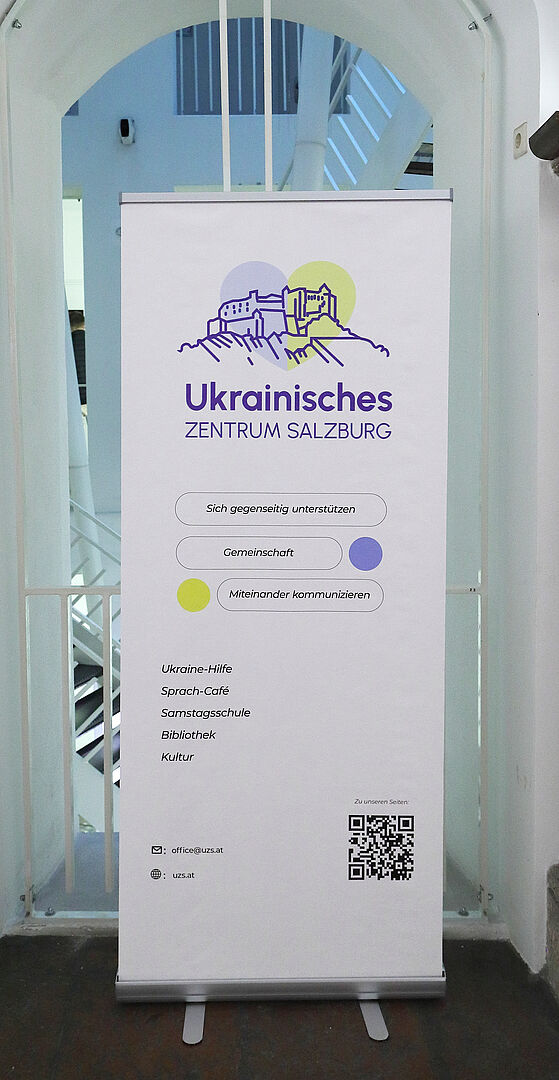 Ukrainisches
ZENTRUM SALZBURG
Sich gegenseitig unterstützen
Gemeinschaft
Miteinander kommunizieren
Ukraine-Hilfe
Sprach-Café
Samstagsschule
Bibliothek
Kultur
Zu unseren Seiten:
: office@uzs.at
: uzs.at